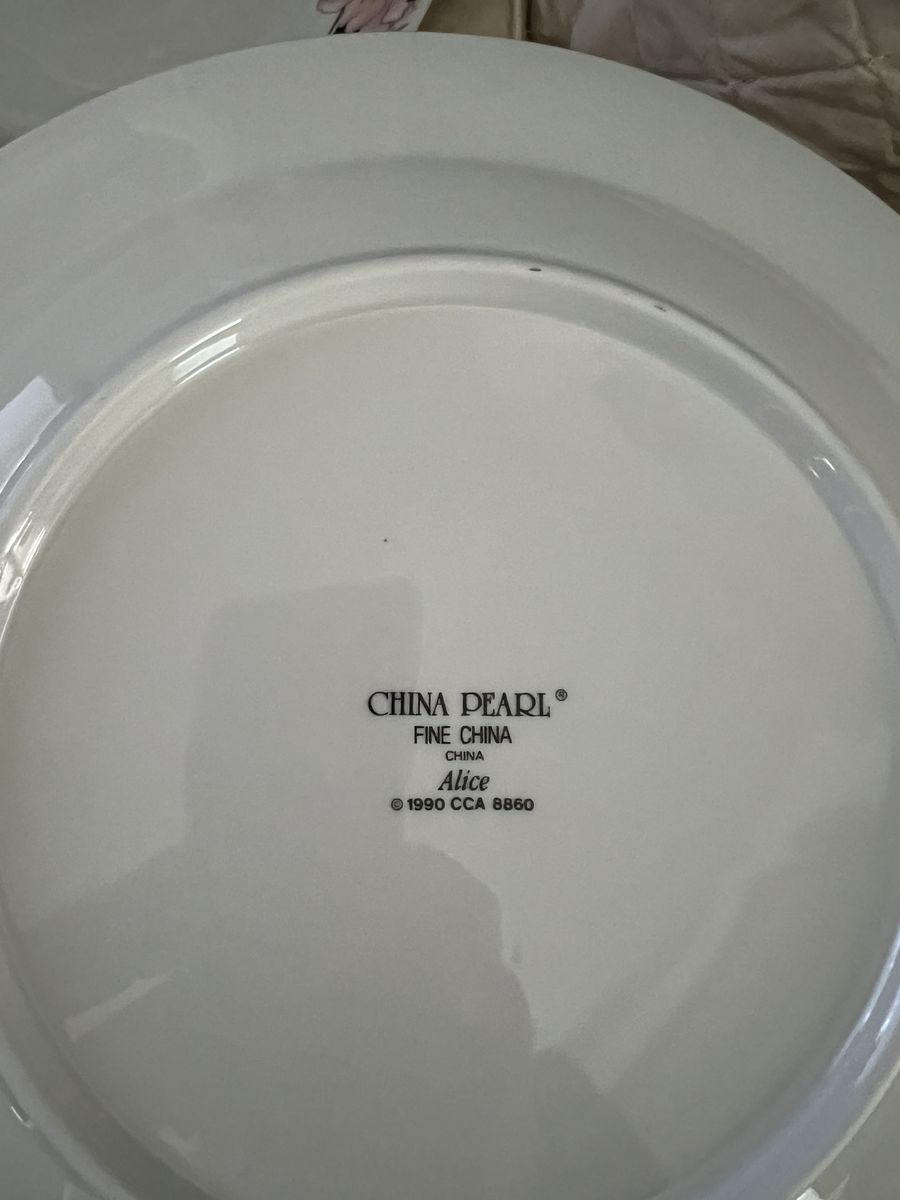 CHINA PEARL®
FINE CHINA
CHINA
Alice
© 1990 CCA 8860